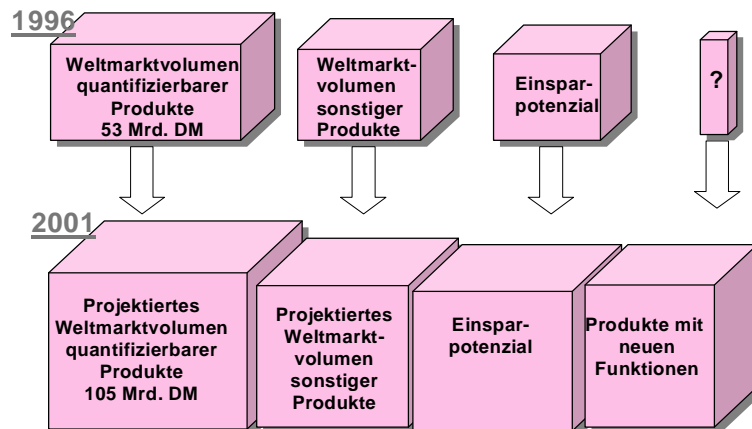 1996
Weltmarktvolumen
quantifizierbarer
Produkte
53 Mrd. DM
Weltmarkt-
volumen
sonstiger
Produkte
Einspar-
potenzial
?
2001
Projektiertes
Weltmarktvolumen
quantifizierbarer
Produkte
105 Mrd. DM
Projektiertes
Weltmarkt-
volumen
sonstiger
Produkte
Einspar-
potenzial
Produkte mit
neuen
Funktionen